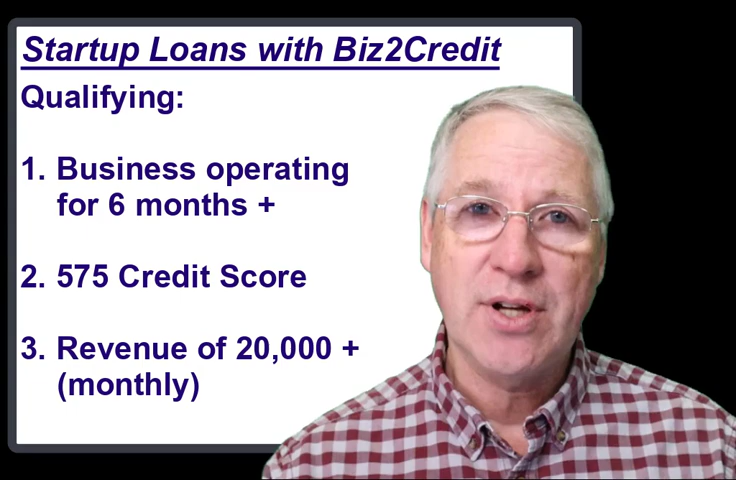 Startup Loans with Biz2Credit
Qualifying:
1. Business operating
for 6 months +
2. 575 Credit Score
3. Revenue of 20,000 +
(monthly)